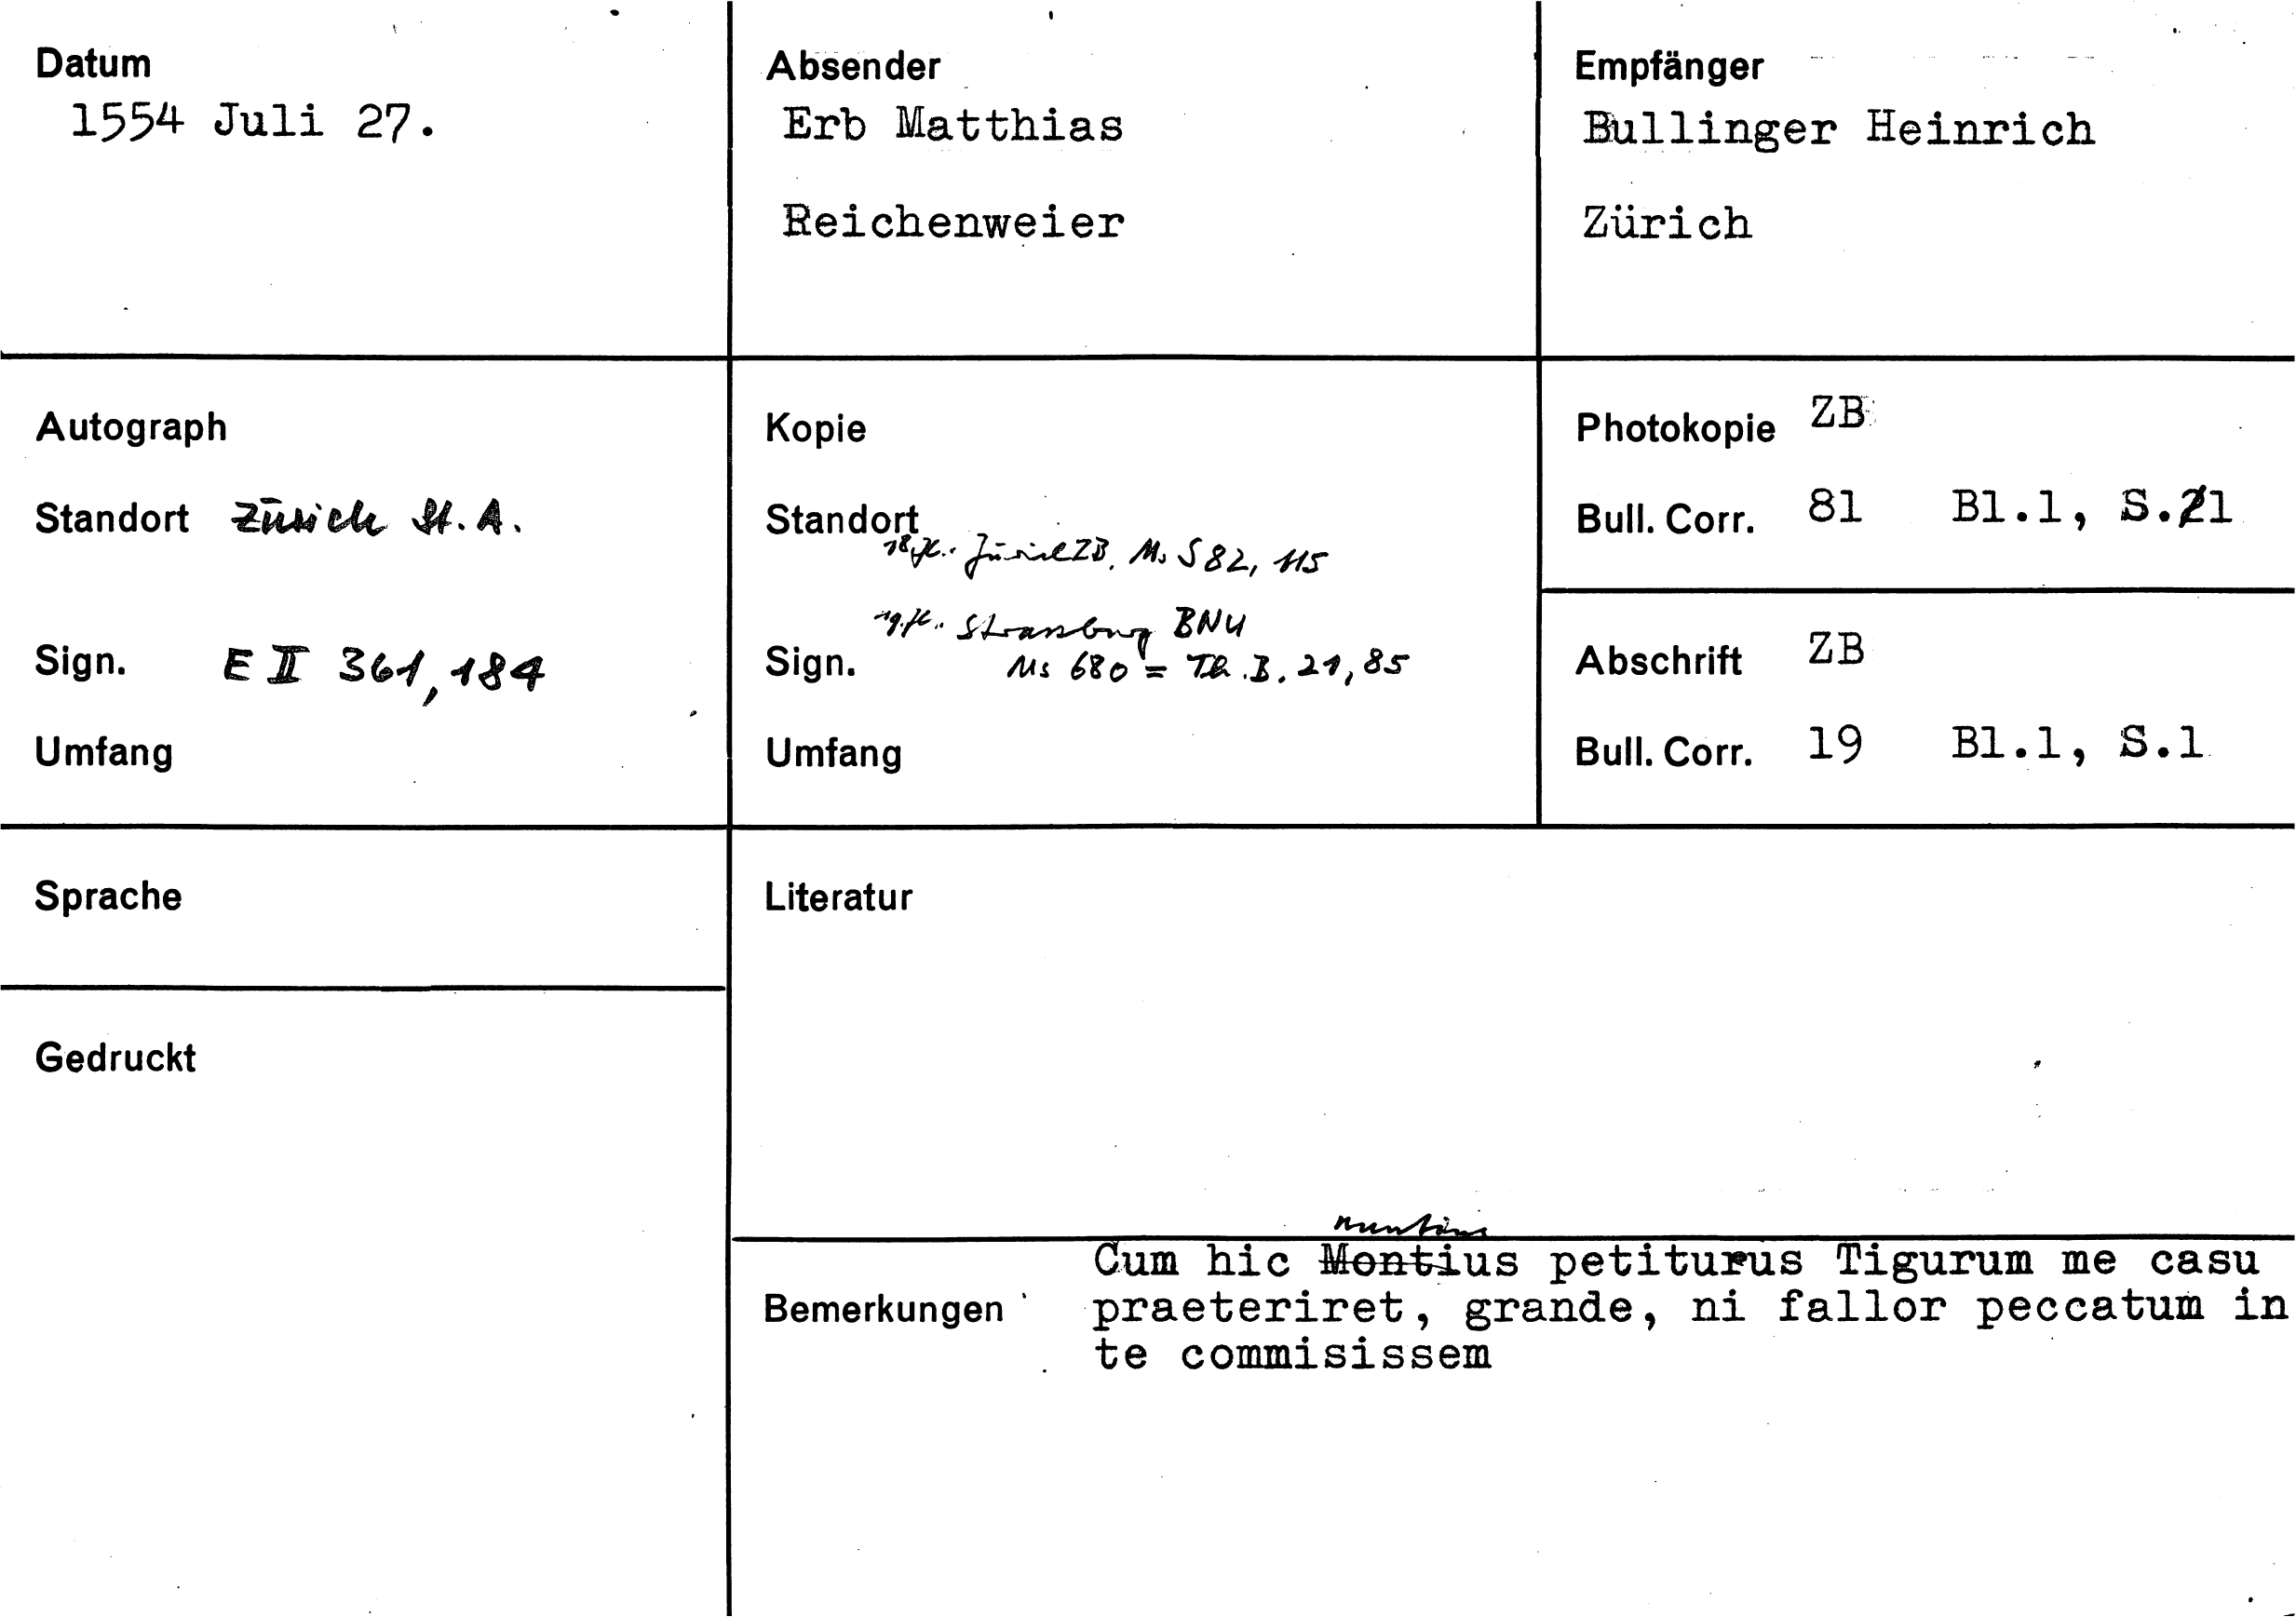 Datum
1554 Juli 27.
Absender
Erb Matthias
Reichenweier
Empfänger
Bullinger Heinrich
Zürich
Autograph
Standort Zürich St. A.
Sign. E II 361, 184
Umfang
Kopie
Standort
18. Jh.: Zürich ZB, Ms S 82, 115
19. Jh.: Strassburg BNU
Sign. Ms 680 = Th. B. 21, 85
Umfang
Photokopie ZB
Bull. Corr. 81 Bl.1, S.1
Abschrift ZB
Bull. Corr. 19 Bl.1, S.1
Sprache
Gedruckt
Literatur
nuntius
Cum hic Montius petiturus Tigurum me casu
Bemerkungen praeteriret, grande, ni fallor peccatum in
te commisissem